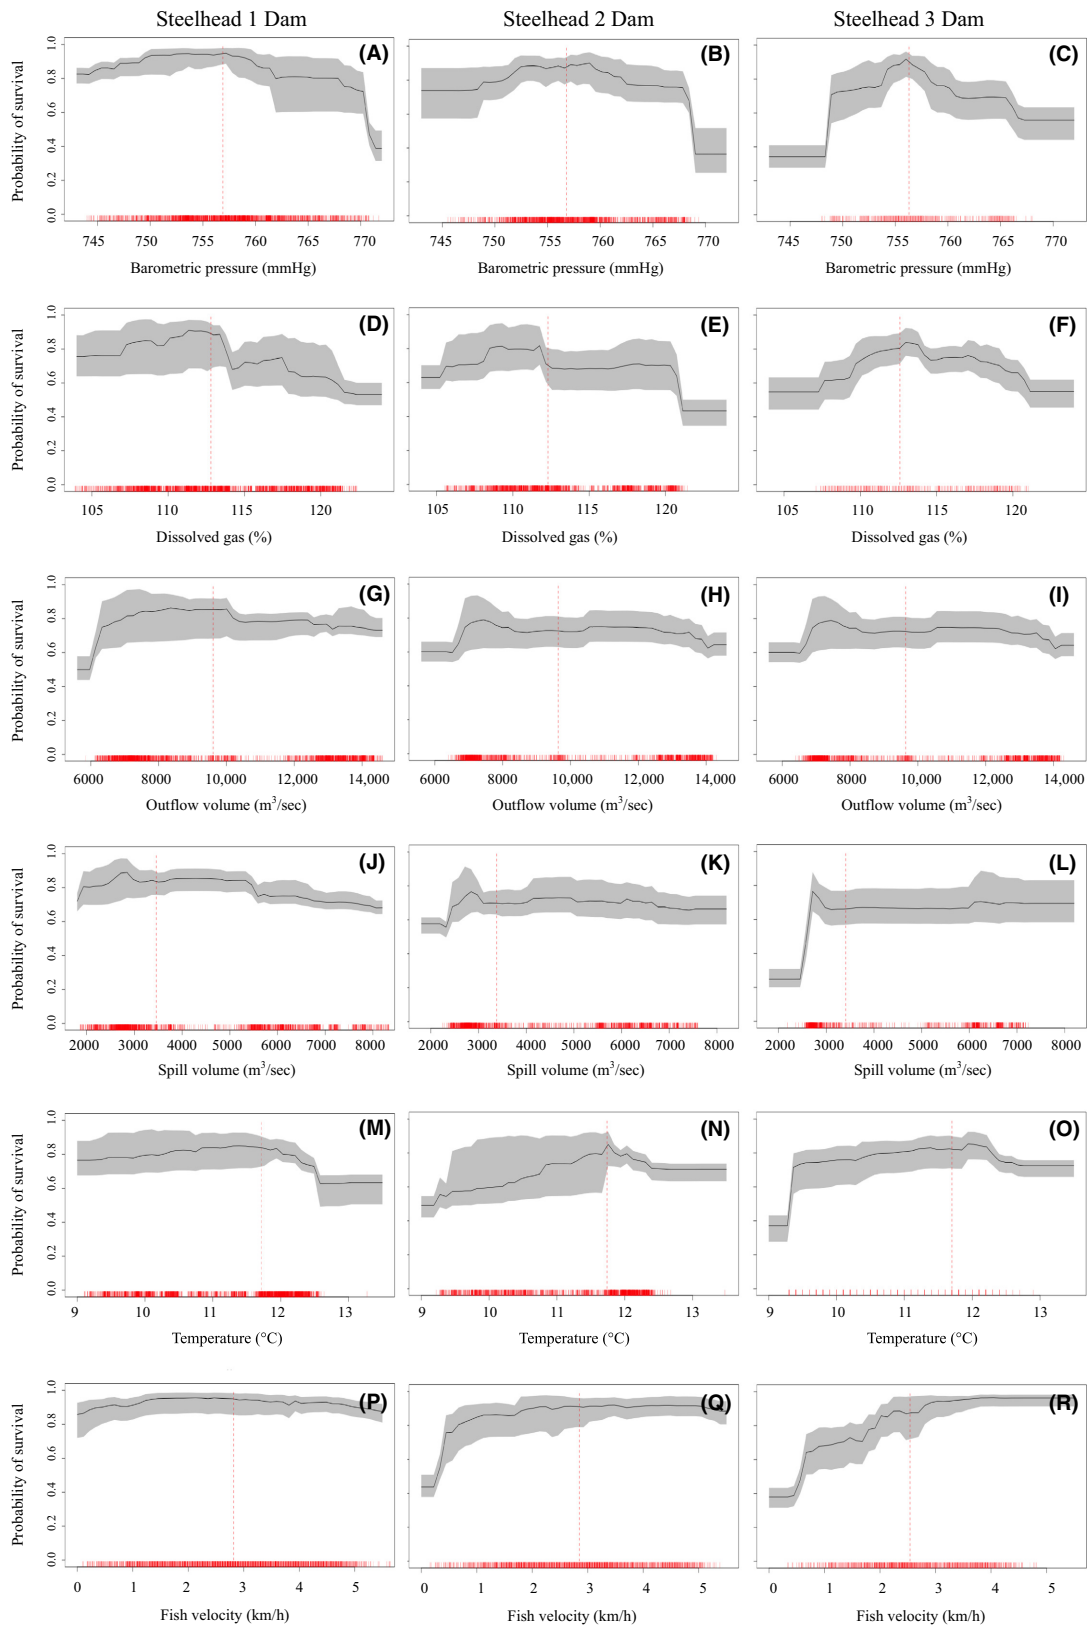 Steelhead 1 Dam Steelhead 2 Dam Steelhead 3 Dam
Probability of survival
0.0 0.2 0.4 0.6 0.8 1.0
(A) (B) (C)
745 750 755 760 765 770 745 750 755 760 765 770 745 750 755 760 765 770
Barometric pressure (mmHg) Barometric pressure (mmHg) Barometric pressure (mmHg)
Probability of survival
0.0 0.2 0.4 0.6 0.8 1.0
(D) (E) (F)
105 110 115 120 105 110 115 120 105 110 115 120
Dissolved gas (%) Dissolved gas (%) Dissolved gas (%)
Probability of survival
0.0 0.2 0.4 0.6 0.8 1.0
(G) (H) (I)
6000 8000 10,000 12,000 14,000 6000 8000 10,000 12,000 14,000 6000 8000 10,000 12,000 14,000
Outflow volume (m³/sec) Outflow volume (m³/sec) Outflow volume (m³/sec)
Probability of survival
0.0 0.2 0.4 0.6 0.8 1.0
(J) (K) (L)
2000 3000 4000 5000 6000 7000 8000 2000 3000 4000 5000 6000 7000 8000 2000 3000 4000 5000 6000 7000 8000
Spill volume (m³/sec) Spill volume (m³/sec) Spill volume (m³/sec)
Probability of survival
0.0 0.2 0.4 0.6 0.8 1.0
(M) (N) (O)
9 10 11 12 13 9 10 11 12 13 9 10 11 12 13
Temperature (°C) Temperature (°C) Temperature (°C)
Probability of survival
0.0 0.2 0.4 0.6 0.8 1.0
(P) (Q) (R)
0 1 2 3 4 5 0 1 2 3 4 5 0 1 2 3 4 5
Fish velocity (km/h) Fish velocity (km/h) Fish velocity (km/h)